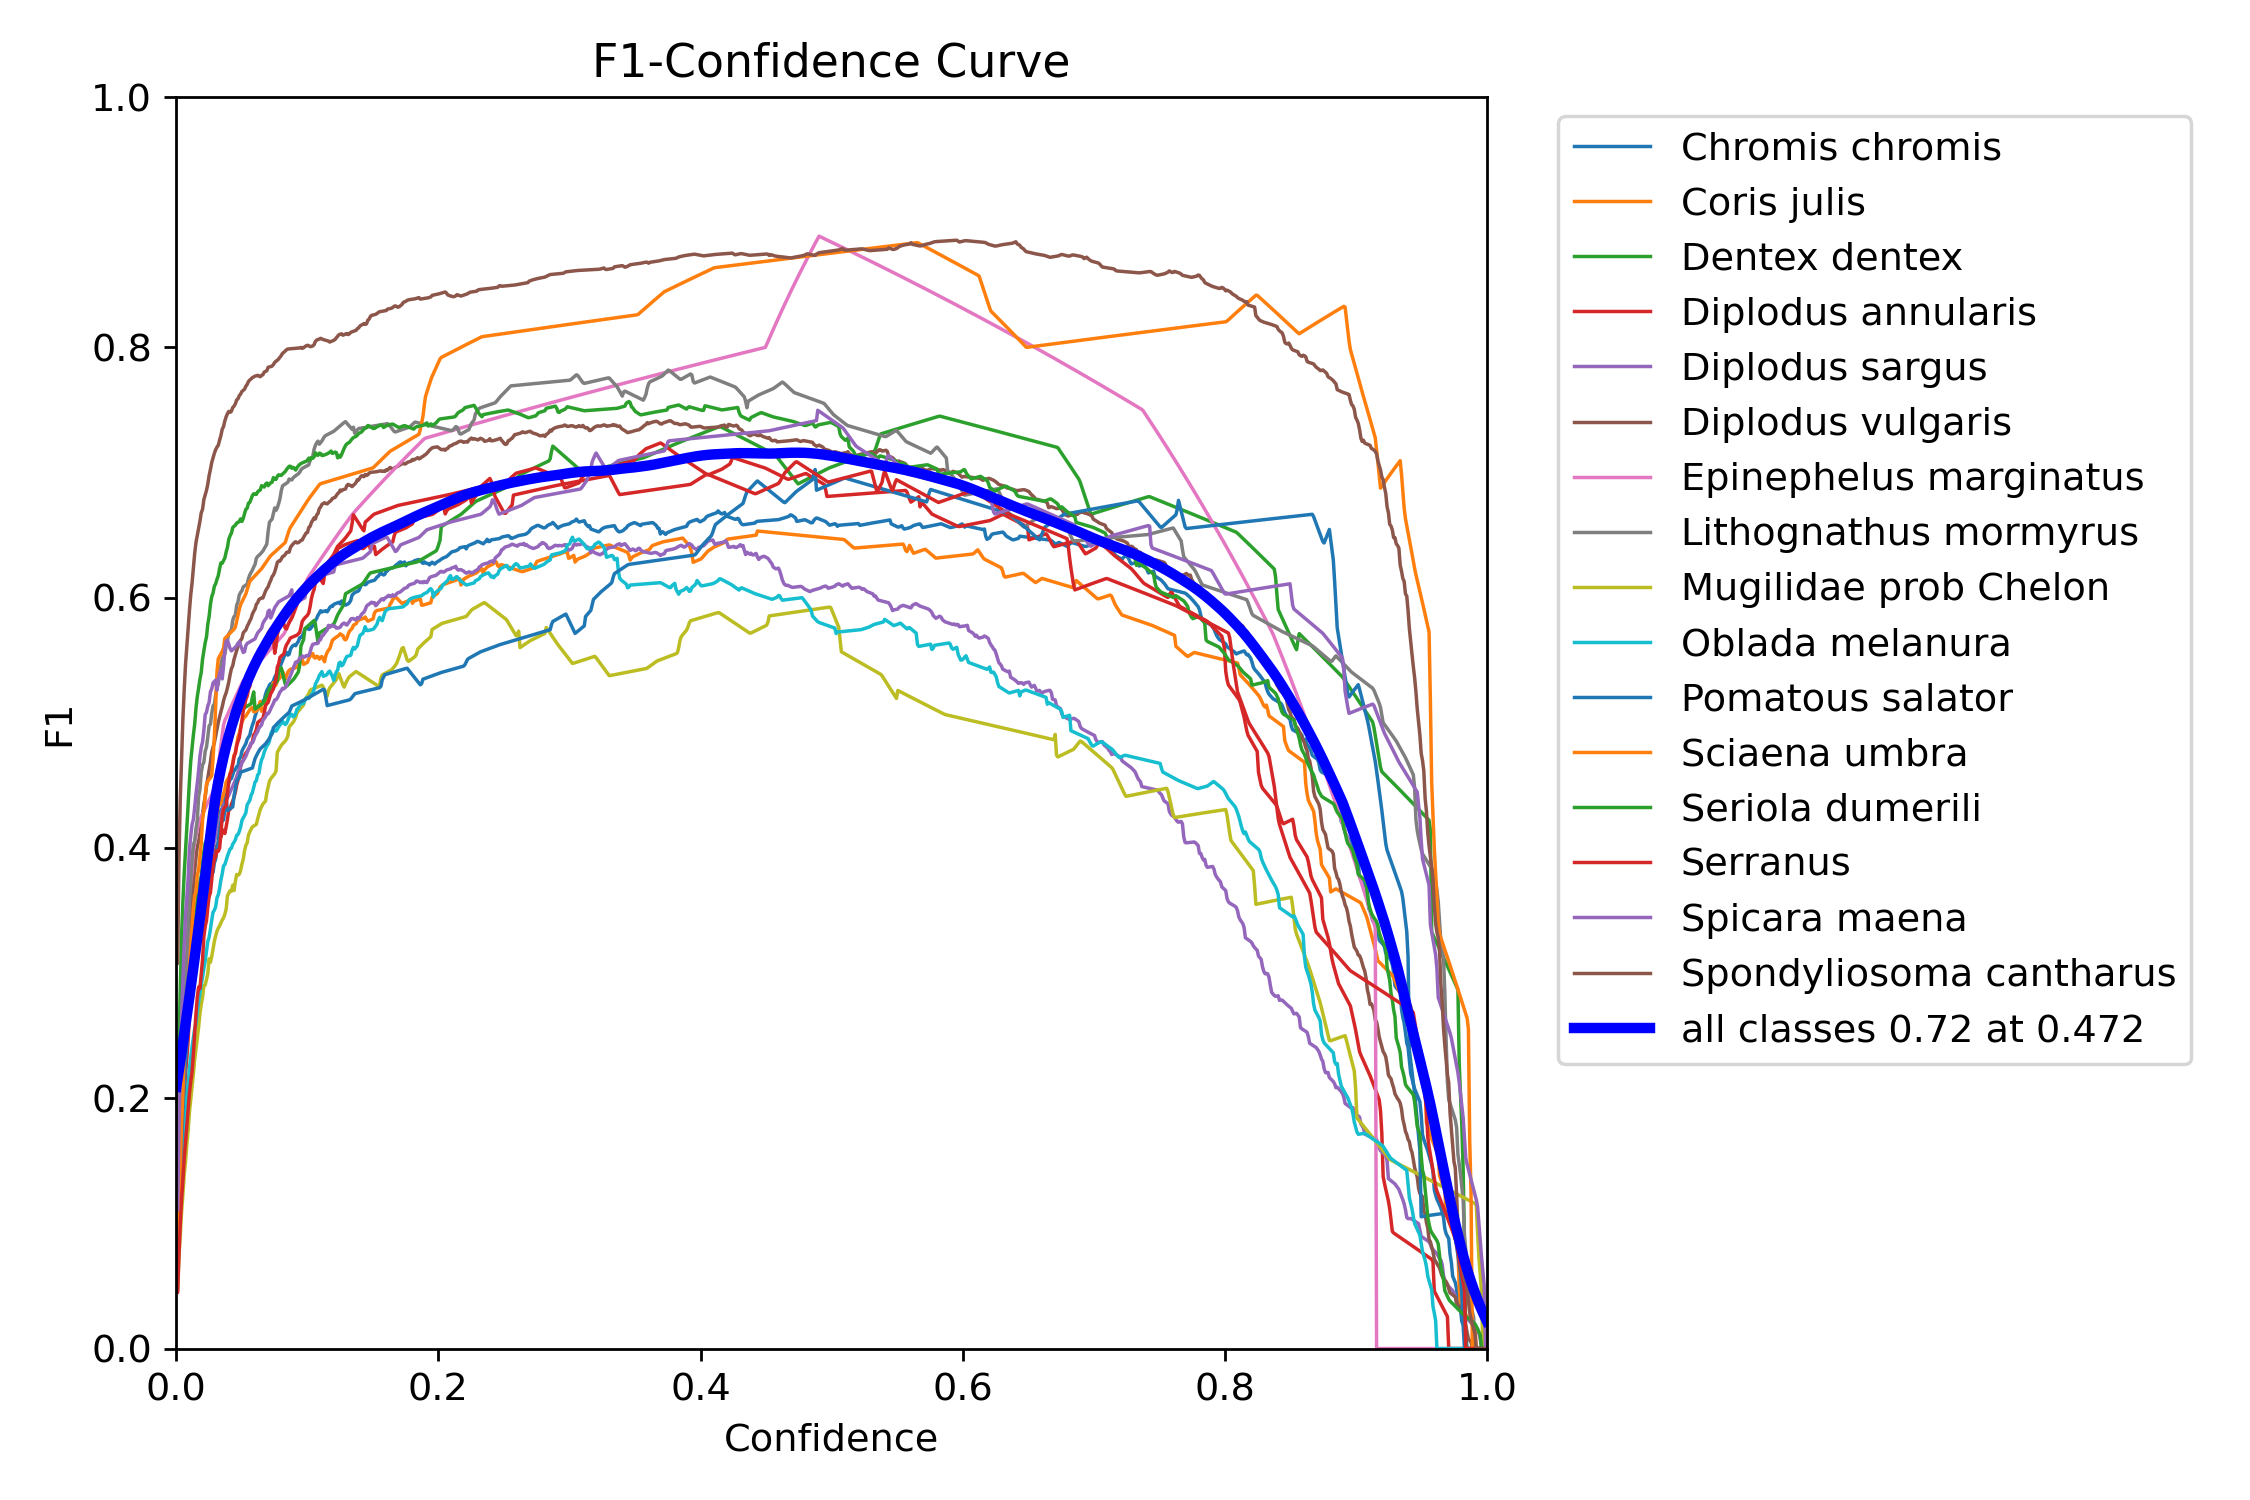 F1-Confidence Curve
1.0
0.8
0.6
0.4
0.2
0.0
F1
0.0 0.2 0.4 0.6 0.8 1.0
Confidence
Chromis chromis
Coris julis
Dentex dentex
Diplodus annularis
Diplodus sargus
Diplodus vulgaris
Epinephelus marginatus
Lithognathus mormyrus
Mugilidae prob Chelon
Oblada melanura
Pomatous salator
Sciaena umbra
Seriola dumerili
Serranus
Spicara maena
Spondyliosoma cantharus
all classes 0.72 at 0.472